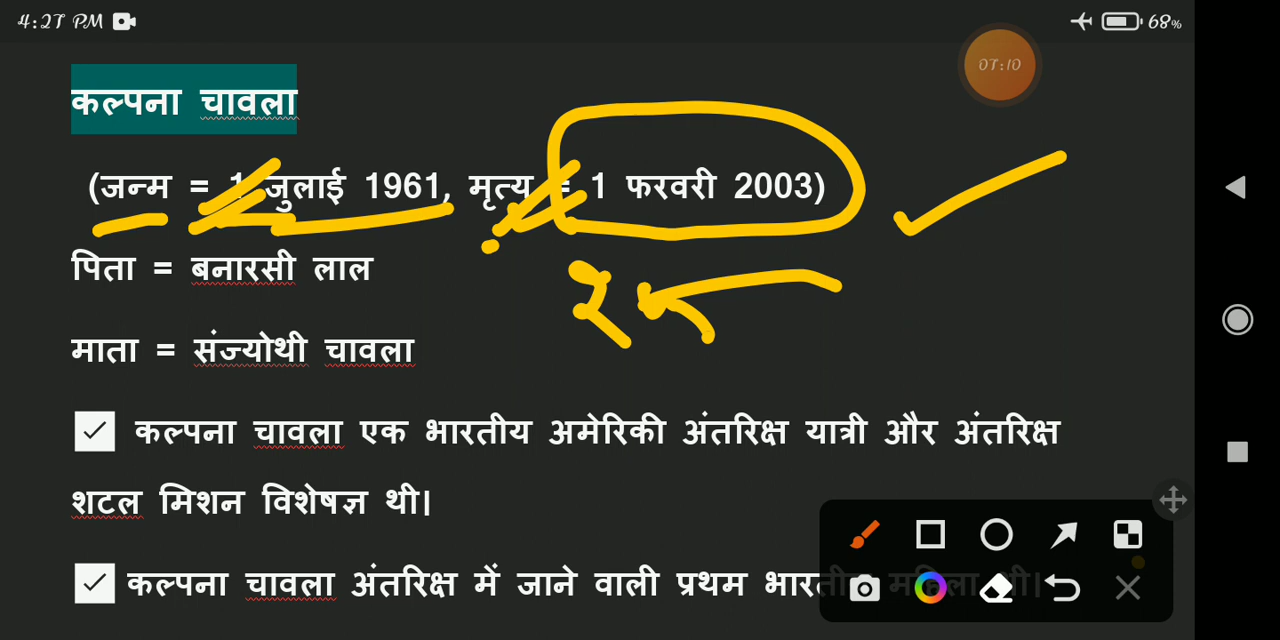 4:27 PM
68%
07:10
कल्पना चावला
(जन्म = 1 जुलाई 1961, मृत्य = 1 फरवरी 2003)
पिता = बनारसी लाल
माता = संज्योथी चावला
कल्पना चावला एक भारतीय अमेरिकी अंतरिक्ष यात्री और अंतरिक्ष
शटल मिशन विशेषज्ञ थी।
कल्पना चावला अंतरिक्ष में जाने वाली प्रथम भारतीय महिला थी।